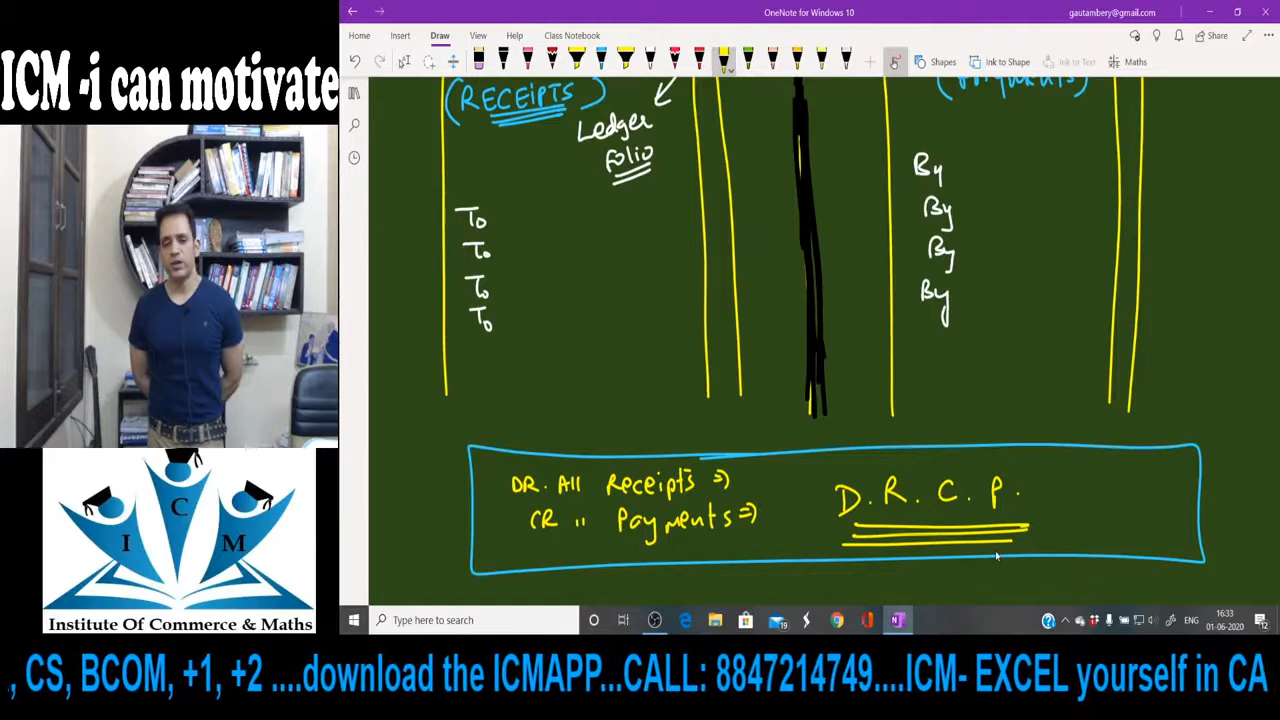 ICM -i can motivate
I
C
M
Institute Of Commerce & Maths
OneNote for Windows 10
gautambery@gmail.com
Home Insert Draw View Help Class Notebook
Share
Shapes Ink to Shape Ink to Text Maths
(RECEIPTS)
Ledger
folio
To
To
To
To
By
By
By
By
DR. All Receipts ⇒
CR " Payments ⇒
D. R. C. P.
Type here to search
ENG
16:33
01-06-2020
, CS, BCOM, +1, +2 ....download the ICMAPP...CALL: 8847214749....ICM- EXCEL yourself in CA